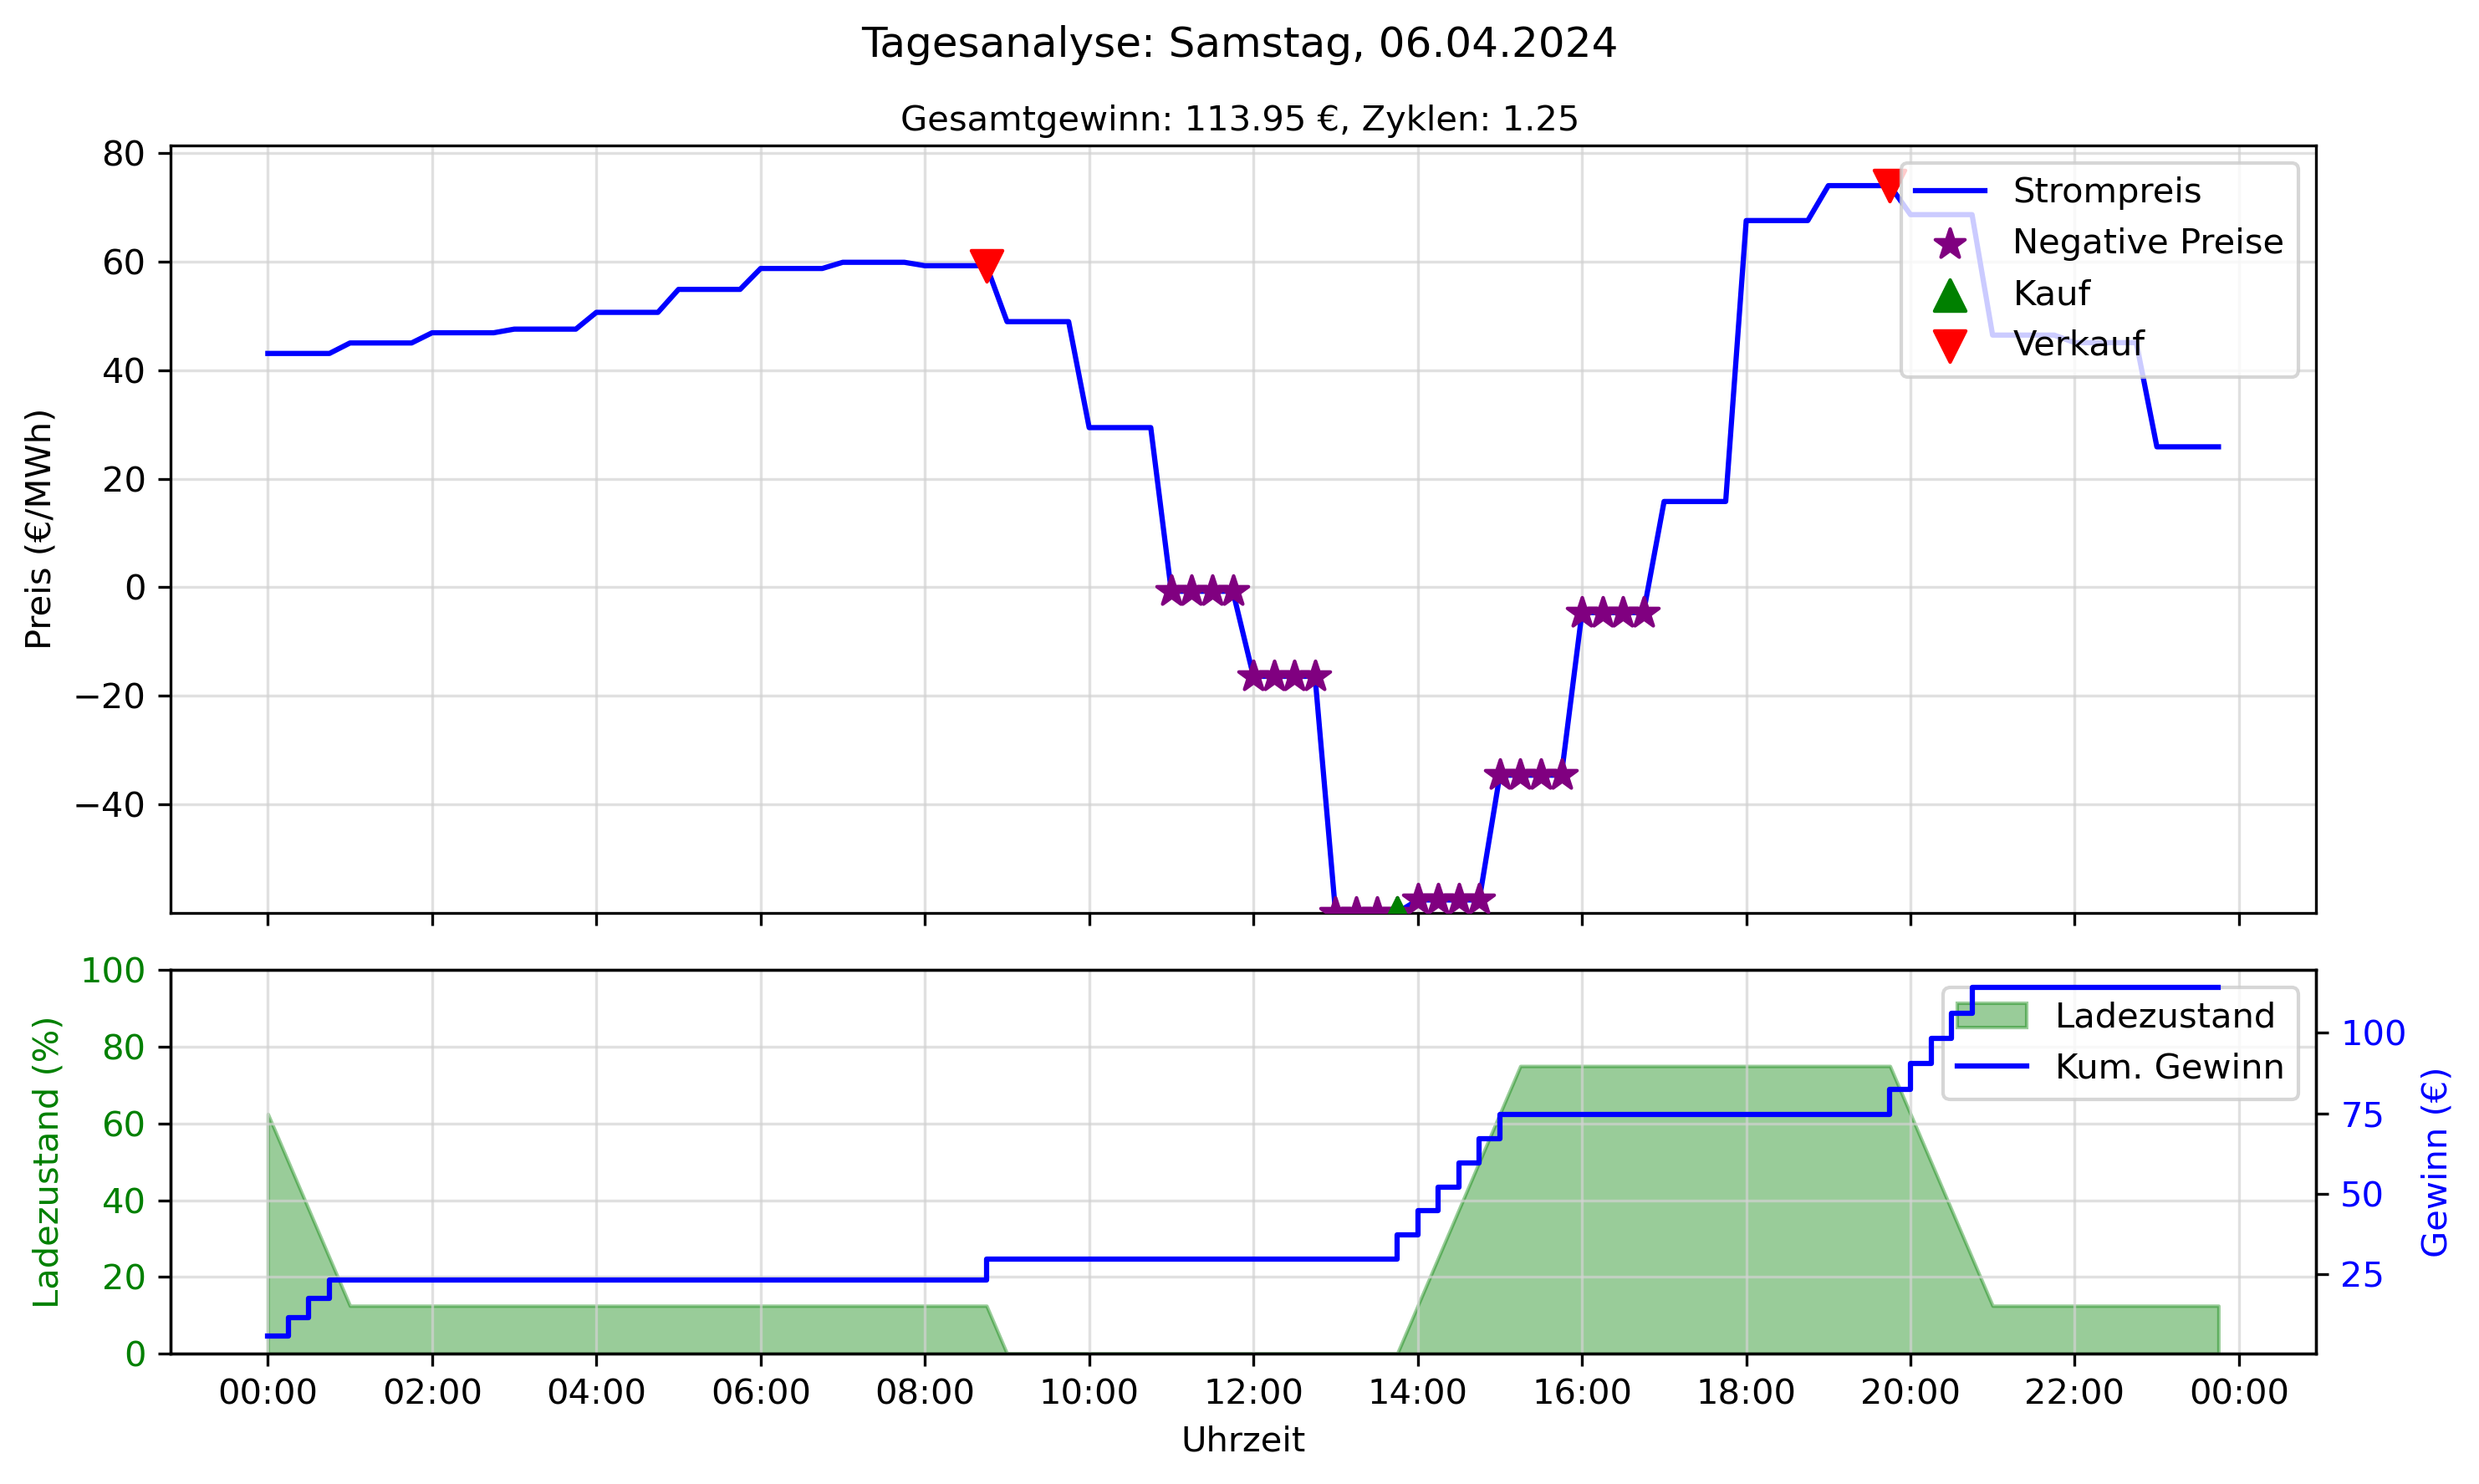 Tagesanalyse: Samstag, 06.04.2024
Gesamtgewinn: 113.95 €, Zyklen: 1.25
Preis (€/MWh)
80
60
40
20
0
−20
−40
Strompreis
Negative Preise
Kauf
Verkauf
Ladezustand (%)
100
80
60
40
20
0
Ladezustand
Kum. Gewinn
100
75
50
25
Gewinn (€)
00:00 02:00 04:00 06:00 08:00 10:00 12:00 14:00 16:00 18:00 20:00 22:00 00:00
Uhrzeit